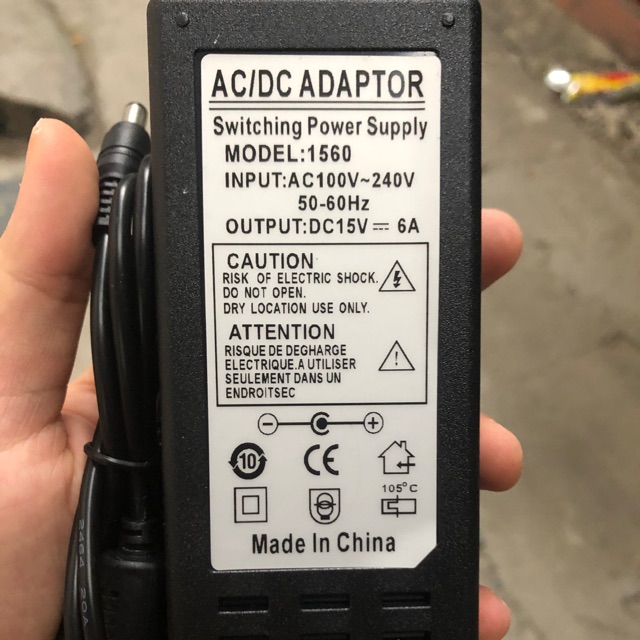 AC/DC ADAPTOR
Switching Power Supply
MODEL:1560
INPUT:AC100V~240V
50-60Hz
OUTPUT:DC15V ⎓ 6A
CAUTION
RISK OF ELECTRIC SHOCK.
DO NOT OPEN.
DRY LOCATION USE ONLY.
ATTENTION
RISQUE DE DEGHARGE
ELECTRIQUE.A UTILISER
SEULEMENT DANS UN
ENDROITSEC
10
CE
105°C
Made In China